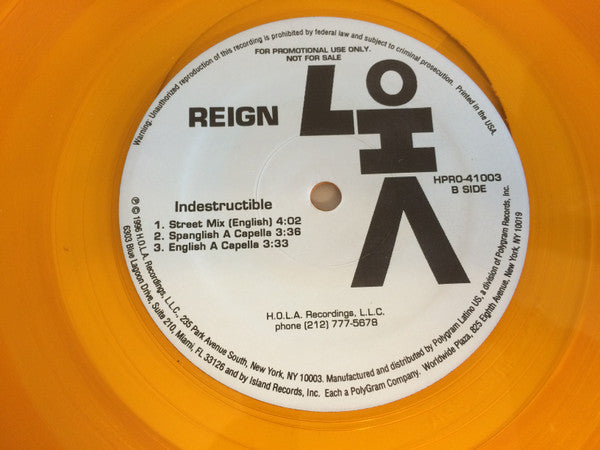 Warning: Unauthorized reproduction of this recording is prohibited by federal law and subject to criminal prosecution. Printed in the USA.
FOR PROMOTIONAL USE ONLY.
NOT FOR SALE
REIGN
HOLA
HPRO-41003
B SIDE
Indestructible
1. Street Mix (English) 4:02
2. Spanglish A Capella 3:36
3. English A Capella 3:33
H.O.L.A. Recordings, L.L.C.
phone (212) 777-5678
℗ © 1996 H.O.L.A. Recordings, L.L.C., 235 Park Avenue South, New York, NY 10003. Manufactured and distributed by Polygram Latino US, a division of Polygram Records, Inc.
6303 Blue Lagoon Drive, Suite 210, Miami, FL 33126 and by Island Records, Inc. Each a PolyGram Company. Worldwide Plaza, 825 Eighth Avenue, New York, NY 10019